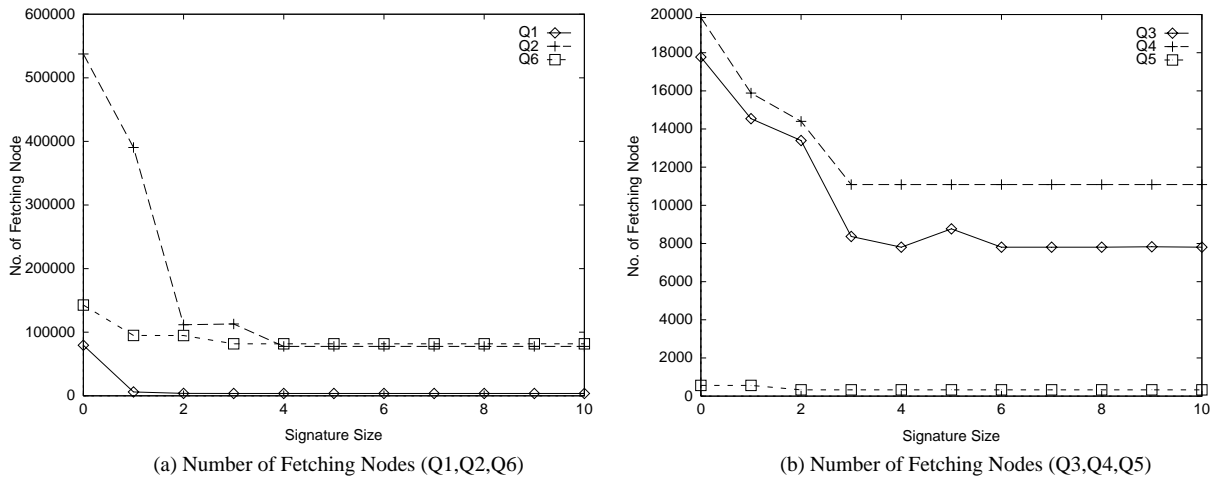 600000
500000
400000
300000
200000
100000
0
No. of Fetching Node
Q1
Q2
Q6
0 2 4 6 8 10
Signature Size
(a) Number of Fetching Nodes (Q1,Q2,Q6)
20000
18000
16000
14000
12000
10000
8000
6000
4000
2000
0
No. of Fetching Node
Q3
Q4
Q5
0 2 4 6 8 10
Signature Size
(b) Number of Fetching Nodes (Q3,Q4,Q5)